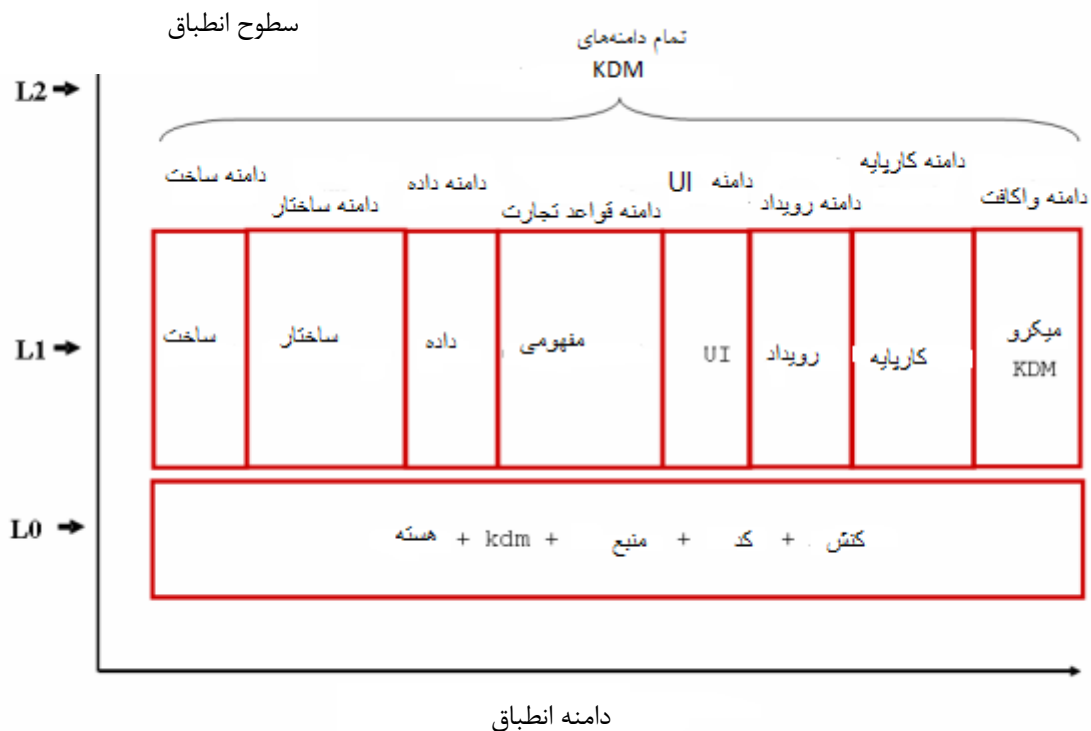 سطوح انطباق
تمام دامنه‌های
KDM
L2
دامنه کارپایه
دامنه ساخت
دامنه داده
دامنه UI
دامنه واکافت
دامنه ساختار
دامنه قواعد تجارت
دامنه رویداد
L1
ساخت
ساختار
داده
مفهومی
UI
رویداد
کارپایه
میکرو
KDM
L0
هسته + kdm + منبع + کد + کنش
دامنه انطباق